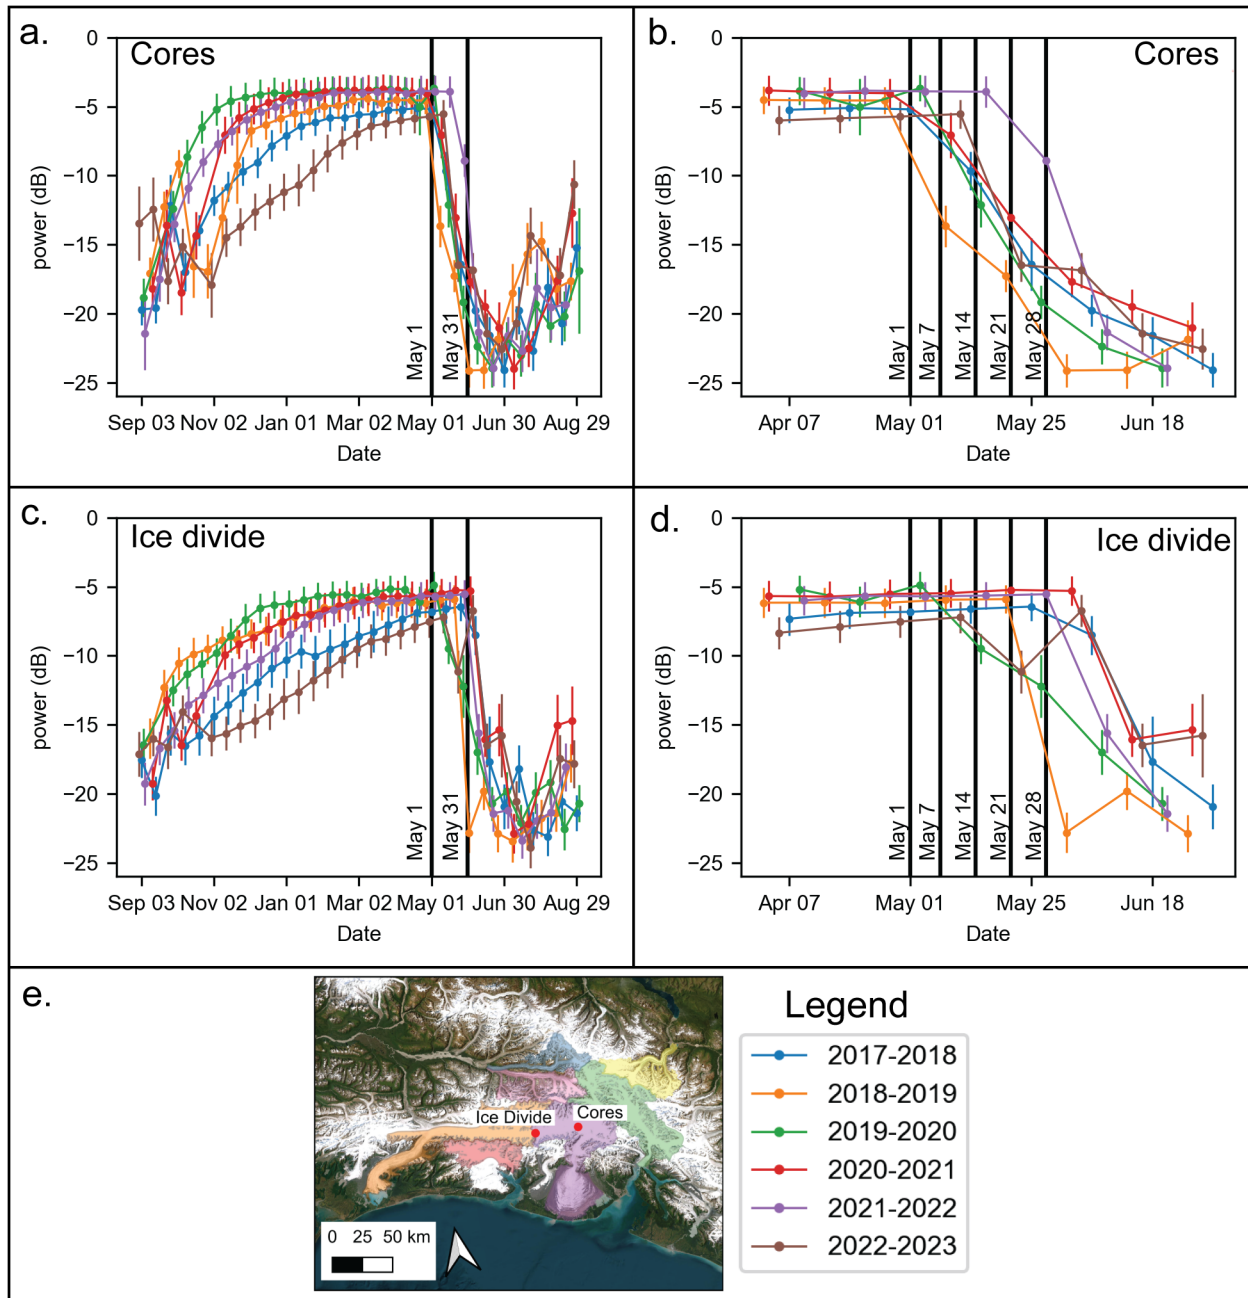 a.
Cores
0
−5
−10
−15
−20
−25
power (dB)
May 1
May 31
Sep 03 Nov 02 Jan 01 Mar 02 May 01 Jun 30 Aug 29
Date
b.
Cores
0
−5
−10
−15
−20
−25
power (dB)
May 1
May 7
May 14
May 21
May 28
Apr 07 May 01 May 25 Jun 18
Date
c.
Ice divide
0
−5
−10
−15
−20
−25
power (dB)
May 1
May 31
Sep 03 Nov 02 Jan 01 Mar 02 May 01 Jun 30 Aug 29
Date
d.
Ice divide
0
−5
−10
−15
−20
−25
power (dB)
May 1
May 7
May 14
May 21
May 28
Apr 07 May 01 May 25 Jun 18
Date
e.
Ice Divide
Cores
0 25 50 km
Legend
2017-2018
2018-2019
2019-2020
2020-2021
2021-2022
2022-2023